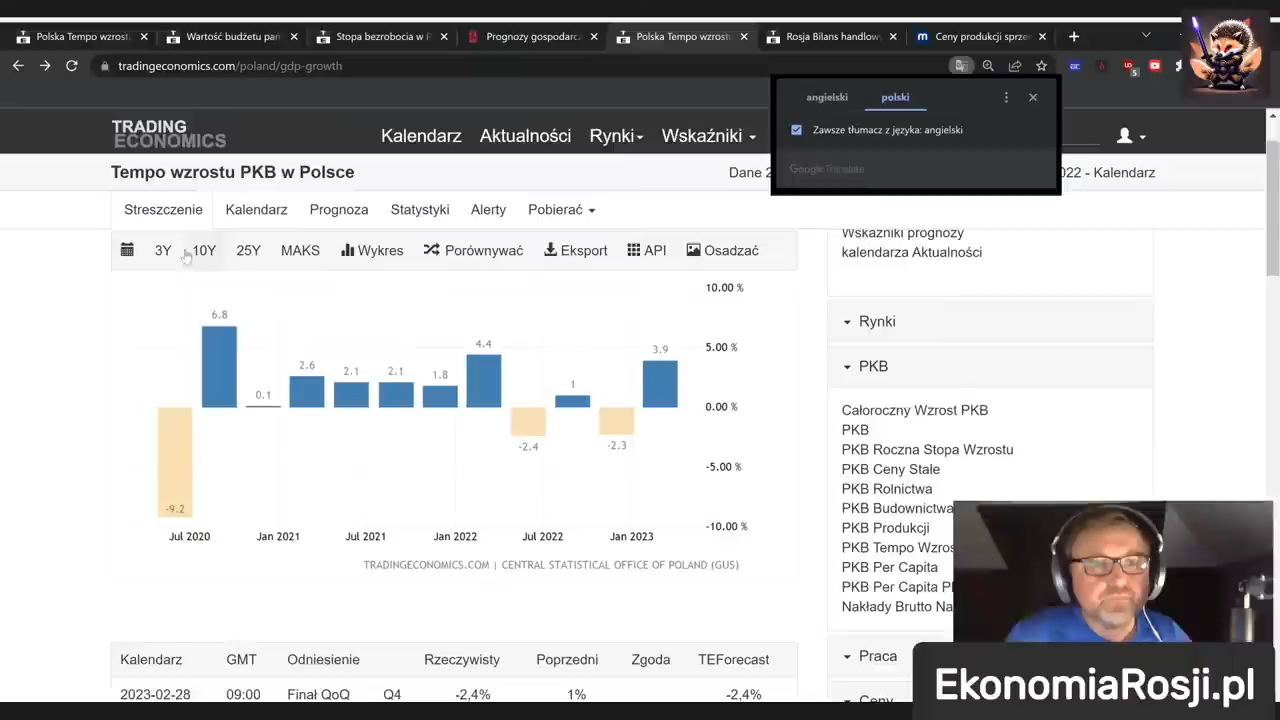 Polska Tempo wzrost
Wartość budżetu pań
Stopa bezrobocia w P
Prognozy gospodarc
Polska Tempo wzrost
Rosja Bilans handlowy
Ceny produkcji sprze
tradingeconomics.com/poland/gdp-growth
angielski polski
Zawsze tłumacz z języka: angielski
Google Translate
TRADING
ECONOMICS
Kalendarz Aktualności Rynki Wskaźniki
Tempo wzrostu PKB w Polsce
Dane 2
022 - Kalendarz
Streszczenie Kalendarz Prognoza Statystyki Alerty Pobierać
3Y 10Y 25Y MAKS Wykres Porównywać Eksport API Osadzać
Wskaźniki prognozy
kalendarza Aktualności
Rynki
PKB
Całoroczny Wzrost PKB
PKB
PKB Roczna Stopa Wzrostu
PKB Ceny Stałe
PKB Rolnictwa
PKB Budownictwa
PKB Produkcji
PKB Tempo Wzros
PKB Per Capita
PKB Per Capita P
Nakłady Brutto Na
Praca
Ceny
10.00 %
5.00 %
0.00 %
-5.00 %
-10.00 %
-9.2
6.8
0.1
2.6
2.1
2.1
1.8
4.4
-2.4
1
-2.3
3.9
Jul 2020 Jan 2021 Jul 2021 Jan 2022 Jul 2022 Jan 2023
TRADINGECONOMICS.COM | CENTRAL STATISTICAL OFFICE OF POLAND (GUS)
Kalendarz GMT Odniesienie Rzeczywisty Poprzedni Zgoda TEForecast
2023-02-28 09:00 Finał QoQ Q4 -2,4% 1% -2,4%
EkonomiaRosji.pl